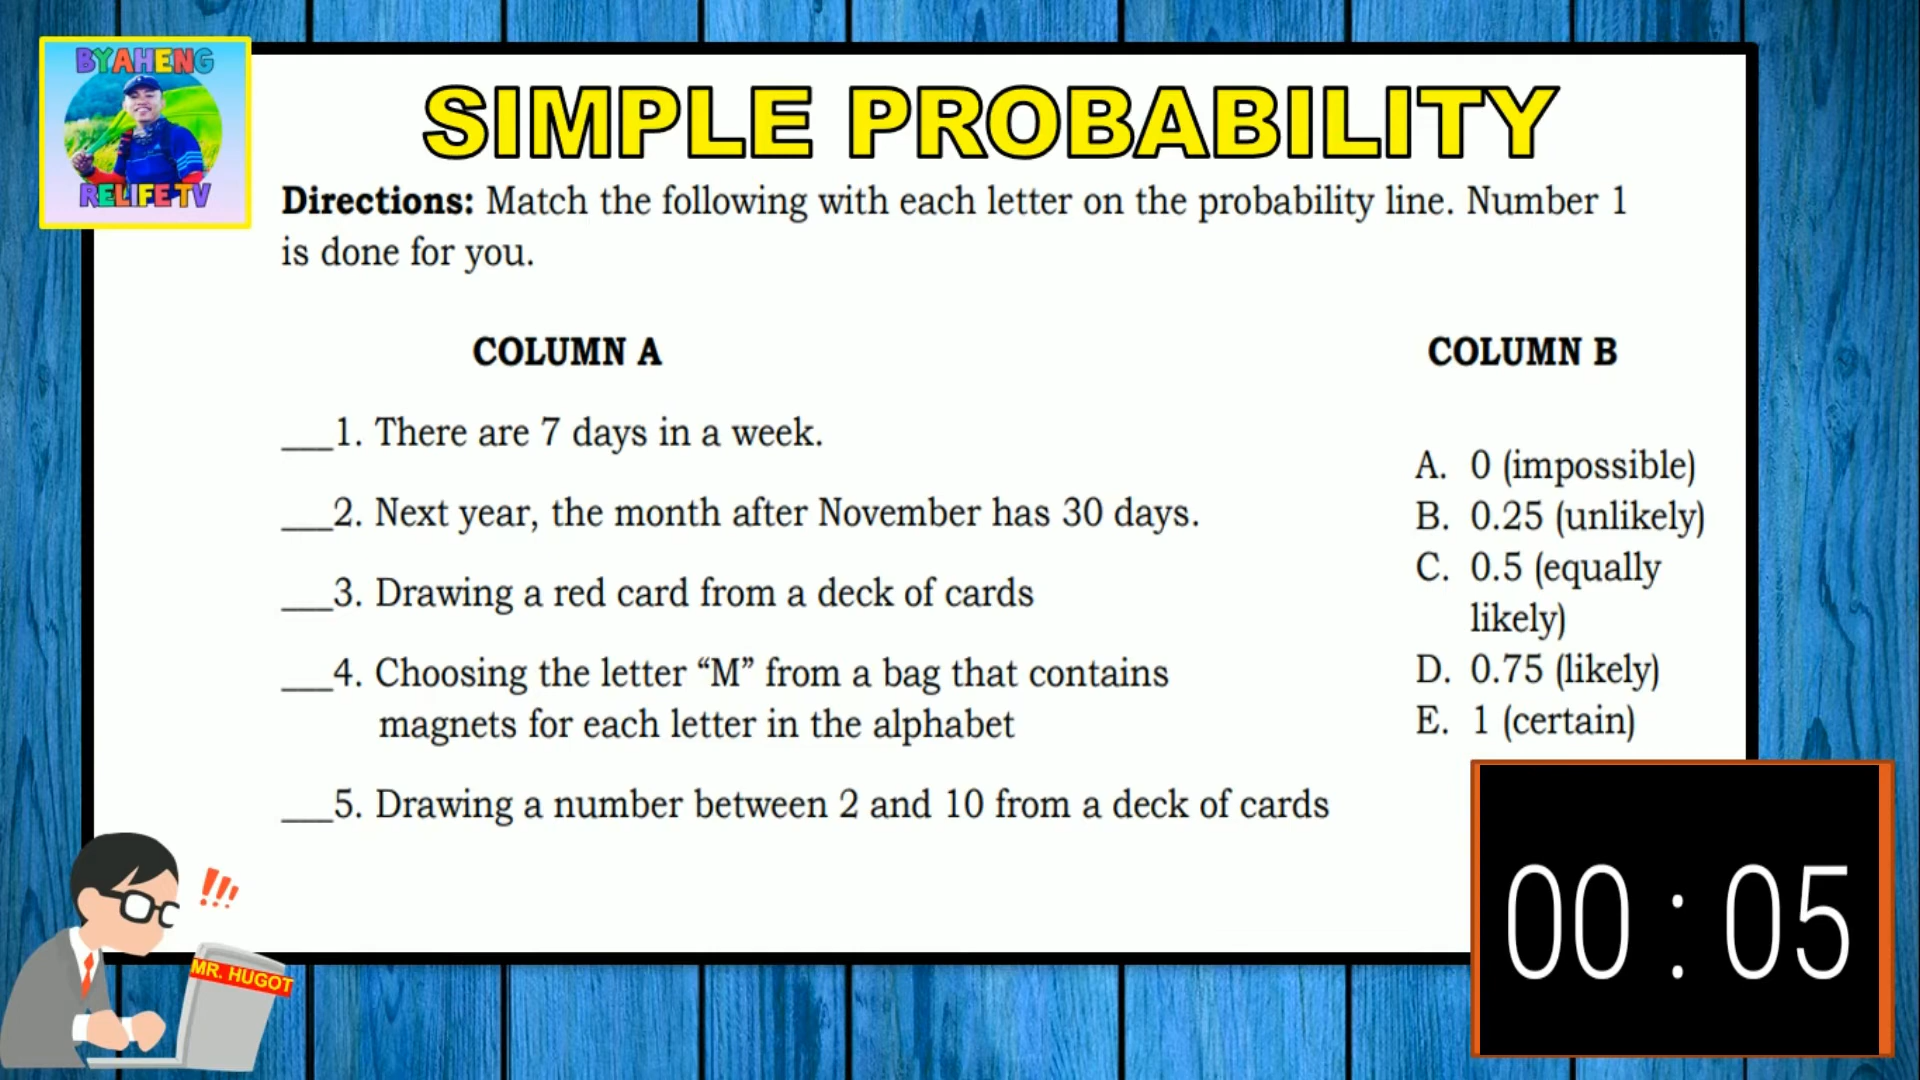 BYAHENG
RELIFE TV
SIMPLE PROBABILITY
Directions: Match the following with each letter on the probability line. Number 1
is done for you.
COLUMN A
___1. There are 7 days in a week.
___2. Next year, the month after November has 30 days.
___3. Drawing a red card from a deck of cards
___4. Choosing the letter “M” from a bag that contains
magnets for each letter in the alphabet
___5. Drawing a number between 2 and 10 from a deck of cards
COLUMN B
A. 0 (impossible)
B. 0.25 (unlikely)
C. 0.5 (equally
likely)
D. 0.75 (likely)
E. 1 (certain)
!!!
MR. HUGOT
00 : 05